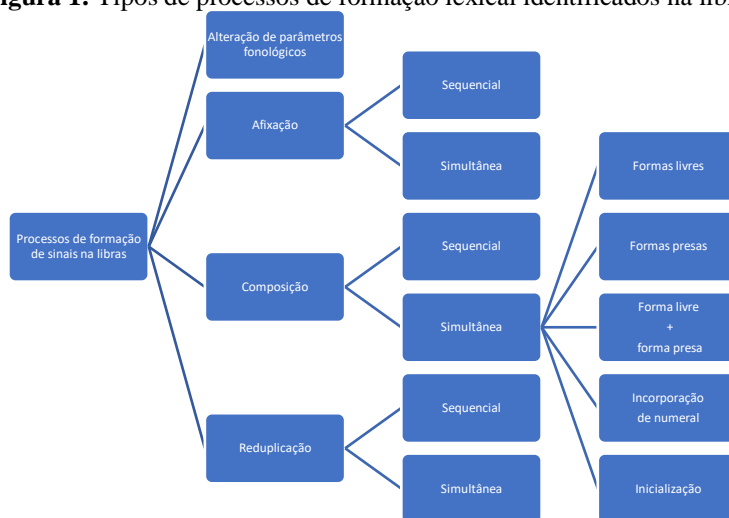 gura 1: Tipos de processos de formação lexical identificados na libr
Alteração de parâmetros
fonológicos
Afixação
Sequencial
Simultânea
Processos de formação
de sinais na libras
Composição
Sequencial
Simultânea
Formas livres
Formas presas
Forma livre
+
forma presa
Incorporação
de numeral
Inicialização
Reduplicação
Sequencial
Simultânea